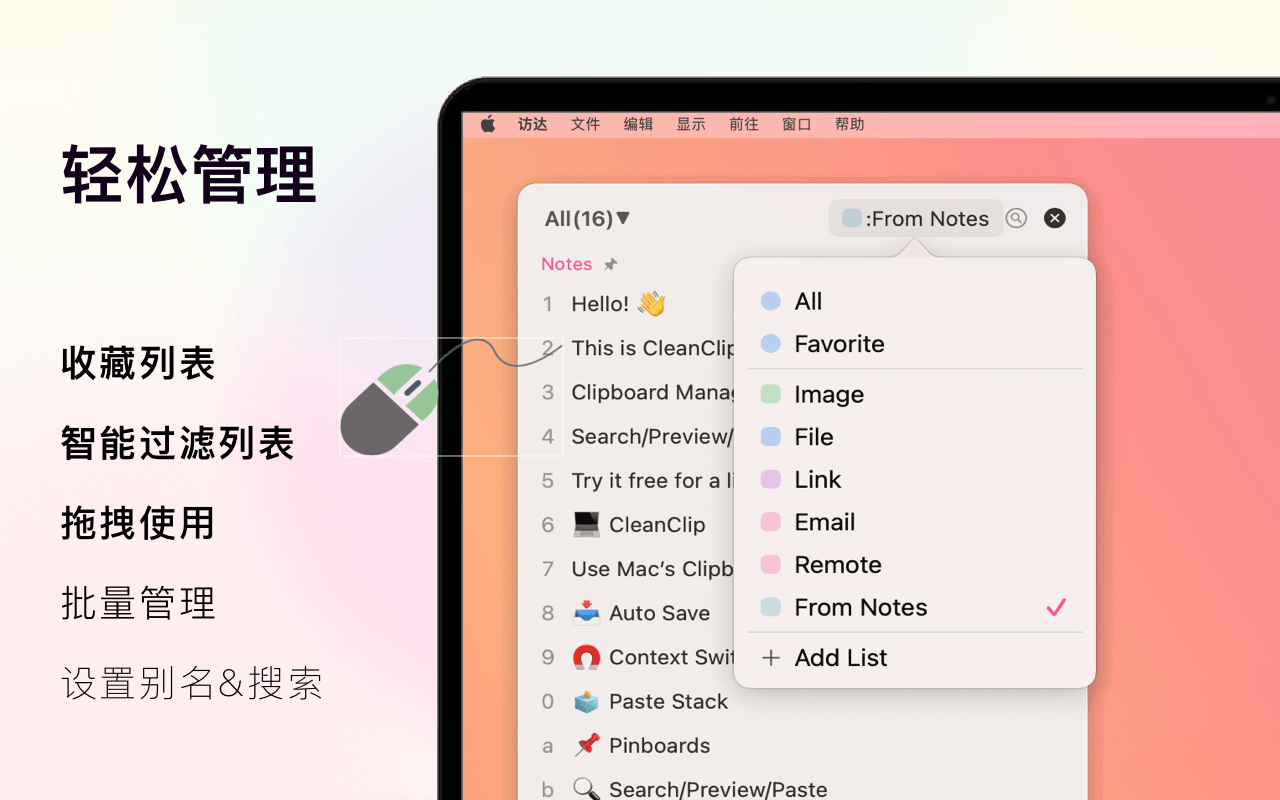 轻松管理
收藏列表
智能过滤列表
拖拽使用
批量管理
设置别名&搜索
访达 文件 编辑 显示 前往 窗口 帮助
All(16)▼
:From Notes
Notes
1 Hello! 👋
2 This is CleanClip
3 Clipboard Mana
4 Search/Preview/
5 Try it free for a li
6 💻 CleanClip
7 Use Mac’s Clipb
8 📥 Auto Save
9 🧲 Context Swit
0 Paste Stack
a 📌 Pinboards
b 🔍 Search/Preview/Paste
All
Favorite
Image
File
Link
Email
Remote
From Notes ✓
+ Add List